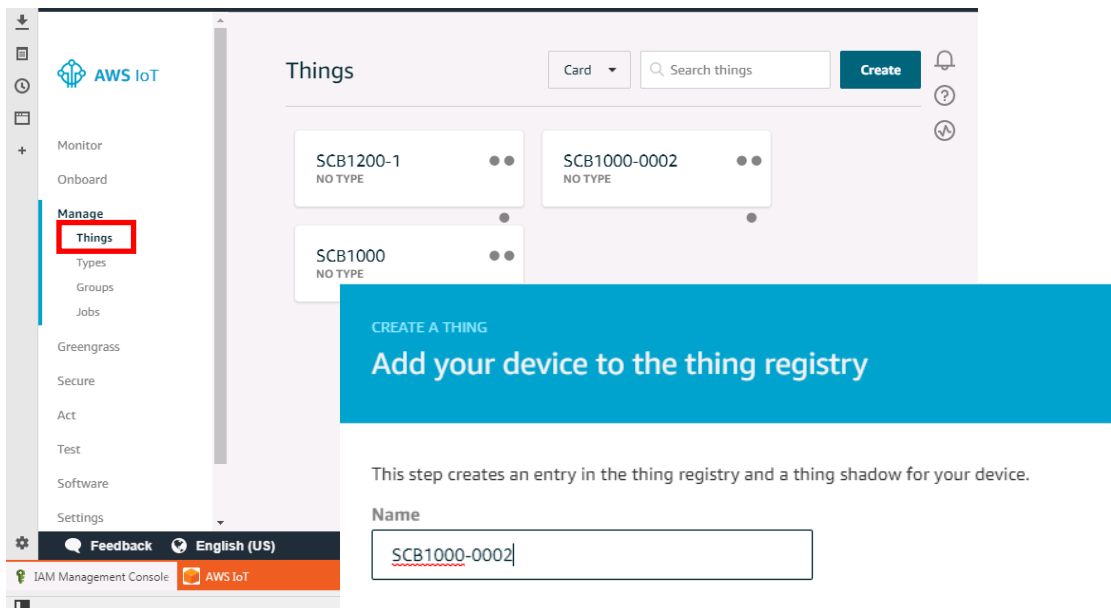 AWS IoT
Monitor
Onboard
Manage
Things
Types
Groups
Jobs
Greengrass
Secure
Act
Test
Software
Settings
Things
Card
Search things
Create
SCB1200-1
NO TYPE
SCB1000-0002
NO TYPE
SCB1000
NO TYPE
CREATE A THING
Add your device to the thing registry
This step creates an entry in the thing registry and a thing shadow for your device.
Name
SCB1000-0002
Feedback
English (US)
IAM Management Console
AWS IoT